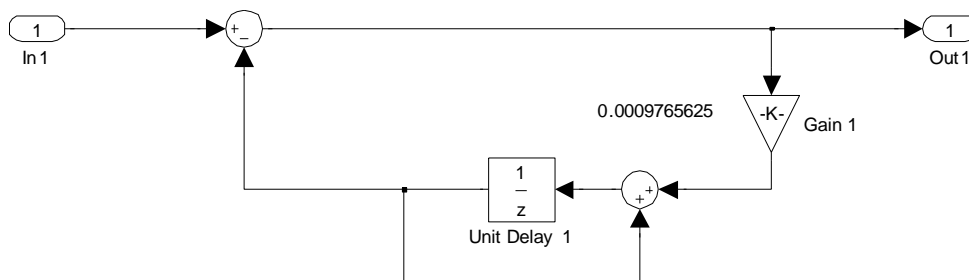 1
In1
+
−
1
Out1
0.0009765625
-K-
Gain 1
1
z
Unit Delay 1
+
+